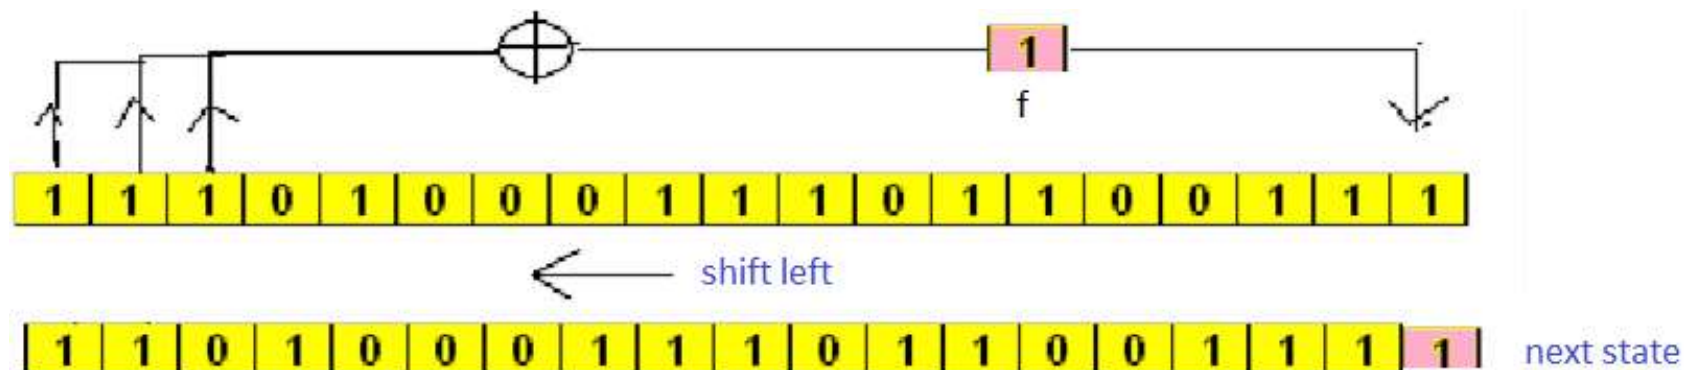 1
f
1 1 1 0 1 0 0 0 1 1 1 0 1 1 0 0 1 1 1
shift left
1 1 0 1 0 0 0 1 1 1 0 1 1 0 0 1 1 1 1 next state